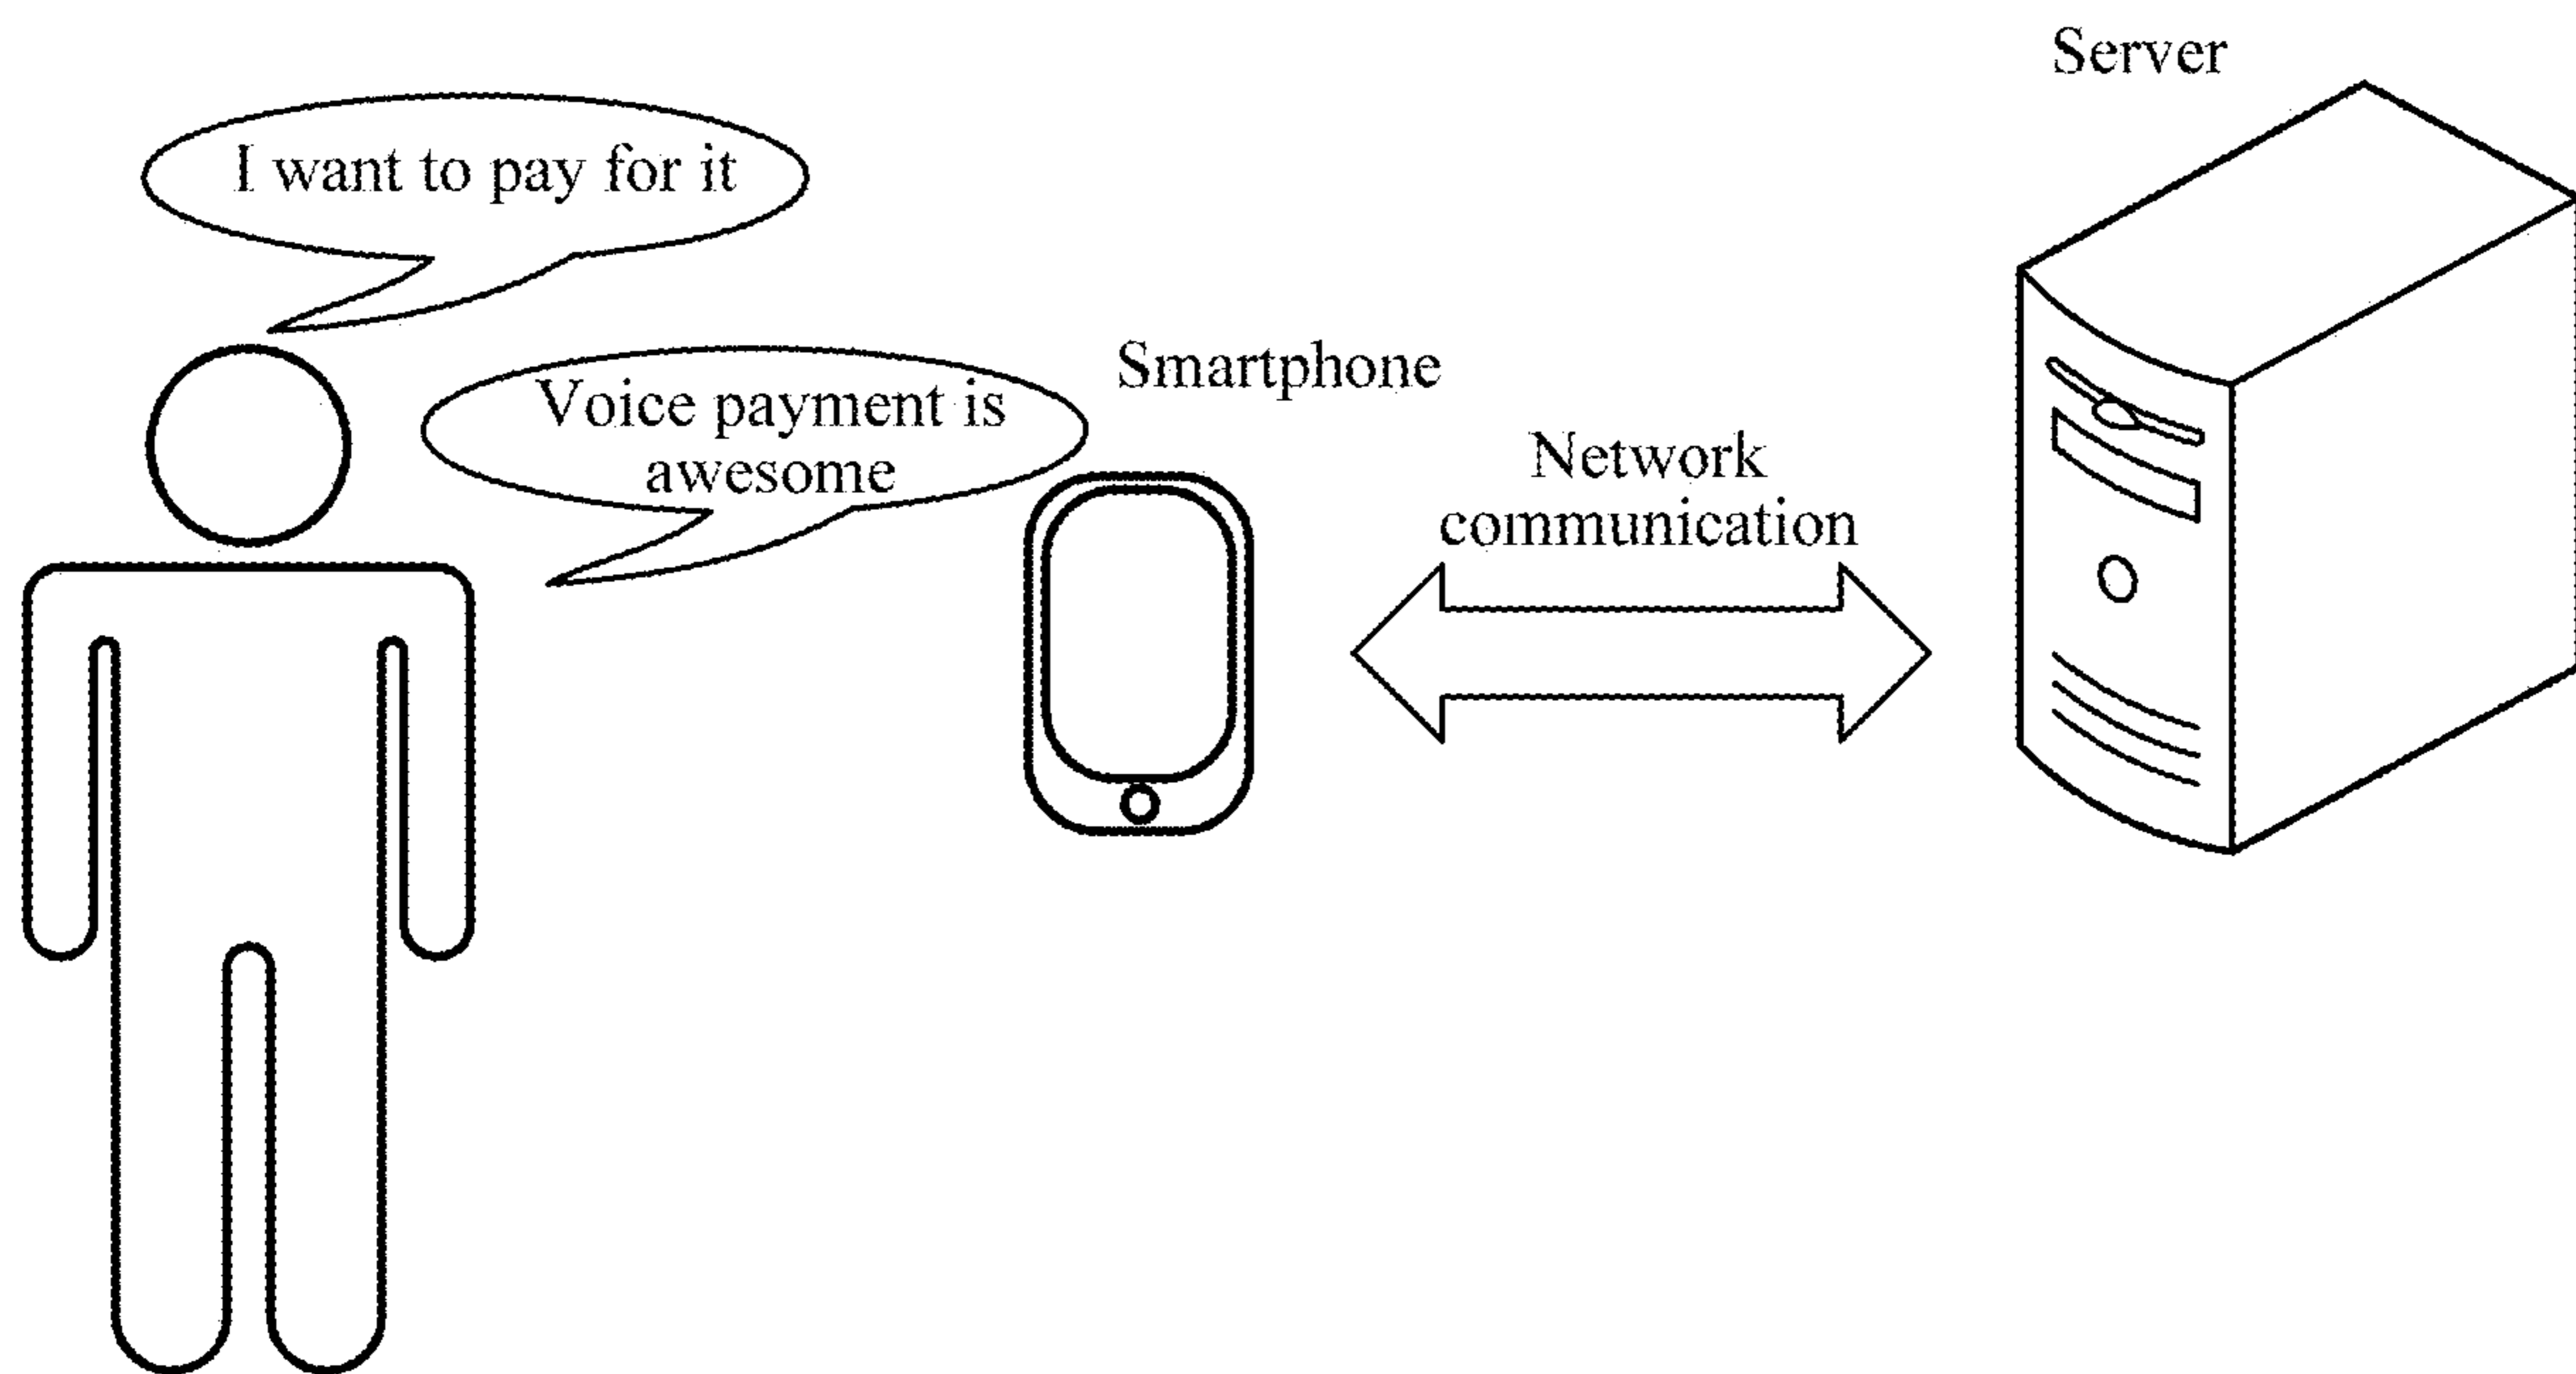 Server
I want to pay for it
Smartphone
Voice payment is
awesome
Network
communication